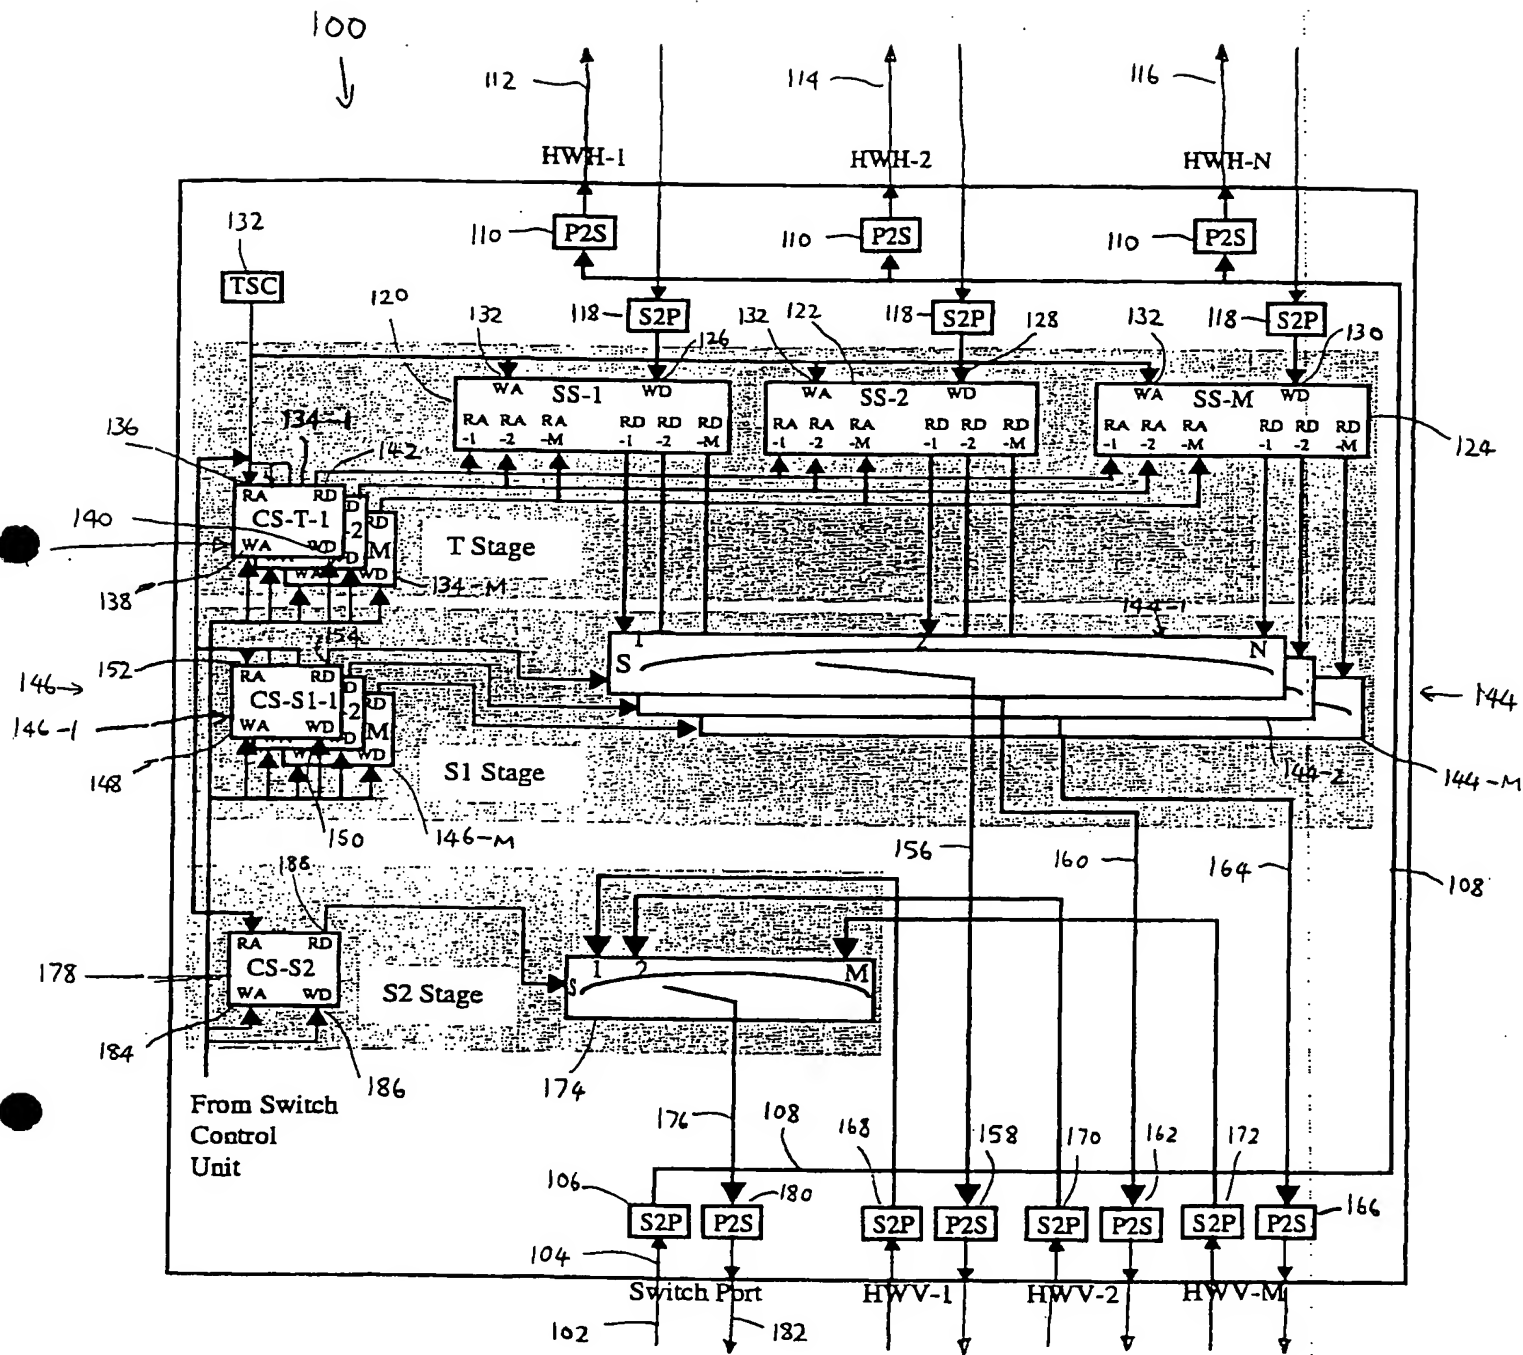 100
112
114
116
HWH-1
HWH-2
HWH-N
132
110
P2S
110
P2S
110
P2S
TSC
120
132
118
S2P
126
132
122
118
S2P
128
132
118
S2P
130
WA
SS-1
WD
WA
SS-2
WD
WA
SS-M
WD
RA RA RA RD RD RD
-1 -2 -M -1 -2 -M
RA RA RA RD RD RD
-1 -2 -M -1 -2 -M
RA RA RA RD RD RD
-1 -2 -M -1 -2 -M
124
136
134-1
142
RA RD
CS-T-1
WA WD
D
2
D
RD
M
WA WD
140
138
134-M
T Stage
144-1
154
152
146
146-1
148
RA RD
CS-S1-1
WA WD
D
2
D
RD
M
W WD
150
146-M
S1 Stage
1 2 N
S
144
144-2
144-M
156
160
164
108
188
RA RD
CS-S2
WA WD
178
184
186
S2 Stage
1 2 M
S
174
From Switch
Control
Unit
176
108
168
158
170
162
172
106
S2P
180
P2S
S2P
P2S
S2P
P2S
S2P
P2S
166
104
Switch Port
HWV-1
HWV-2
HWV-M
102
182